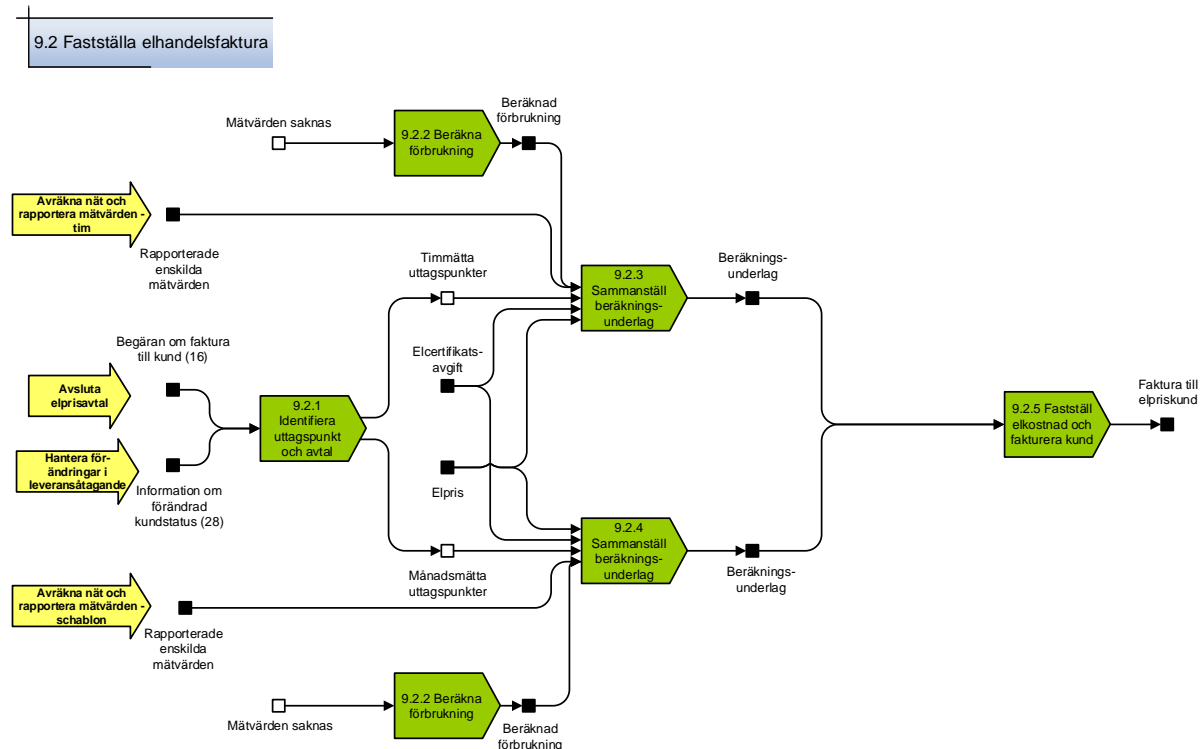 9.2 Fastställa elhandelsfaktura
Mätvärden saknas
9.2.2 Beräkna
förbrukning
Beräknad
förbrukning
Avräkna nät och
rapportera mätvärden -
tim
Rapporterade
enskilda
mätvärden
Timmätta
uttagspunkter
9.2.3
Sammanställ
beräknings-
underlag
Beräknings-
underlag
Begäran om faktura
till kund (16)
Elcertifikats-
avgift
Avsluta
elprisavtal
9.2.1
Identifiera
uttagspunkt
och avtal
9.2.5 Fastställ
elkostnad och
fakturera kund
Faktura till
elpriskund
Hantera för-
ändringar i
leveransåtagande
Information om
förändrad
kundstatus (28)
Elpris
9.2.4
Sammanställ
beräknings-
underlag
Månadsmätta
uttagspunkter
Beräknings-
underlag
Avräkna nät och
rapportera mätvärden -
schablon
Rapporterade
enskilda
mätvärden
Mätvärden saknas
9.2.2 Beräkna
förbrukning
Beräknad
förbrukning